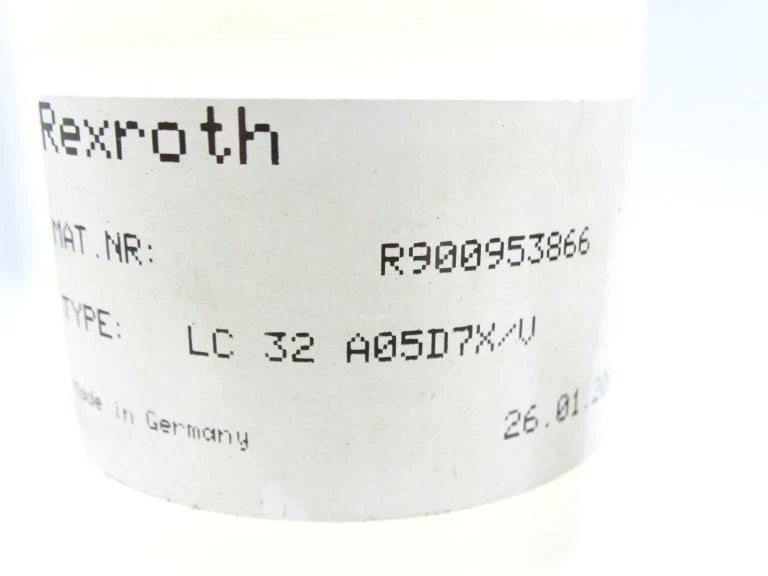 Rexroth
MAT.NR: R900953866
TYPE: LC 32 A05D7X/V
Made in Germany 26.01.20